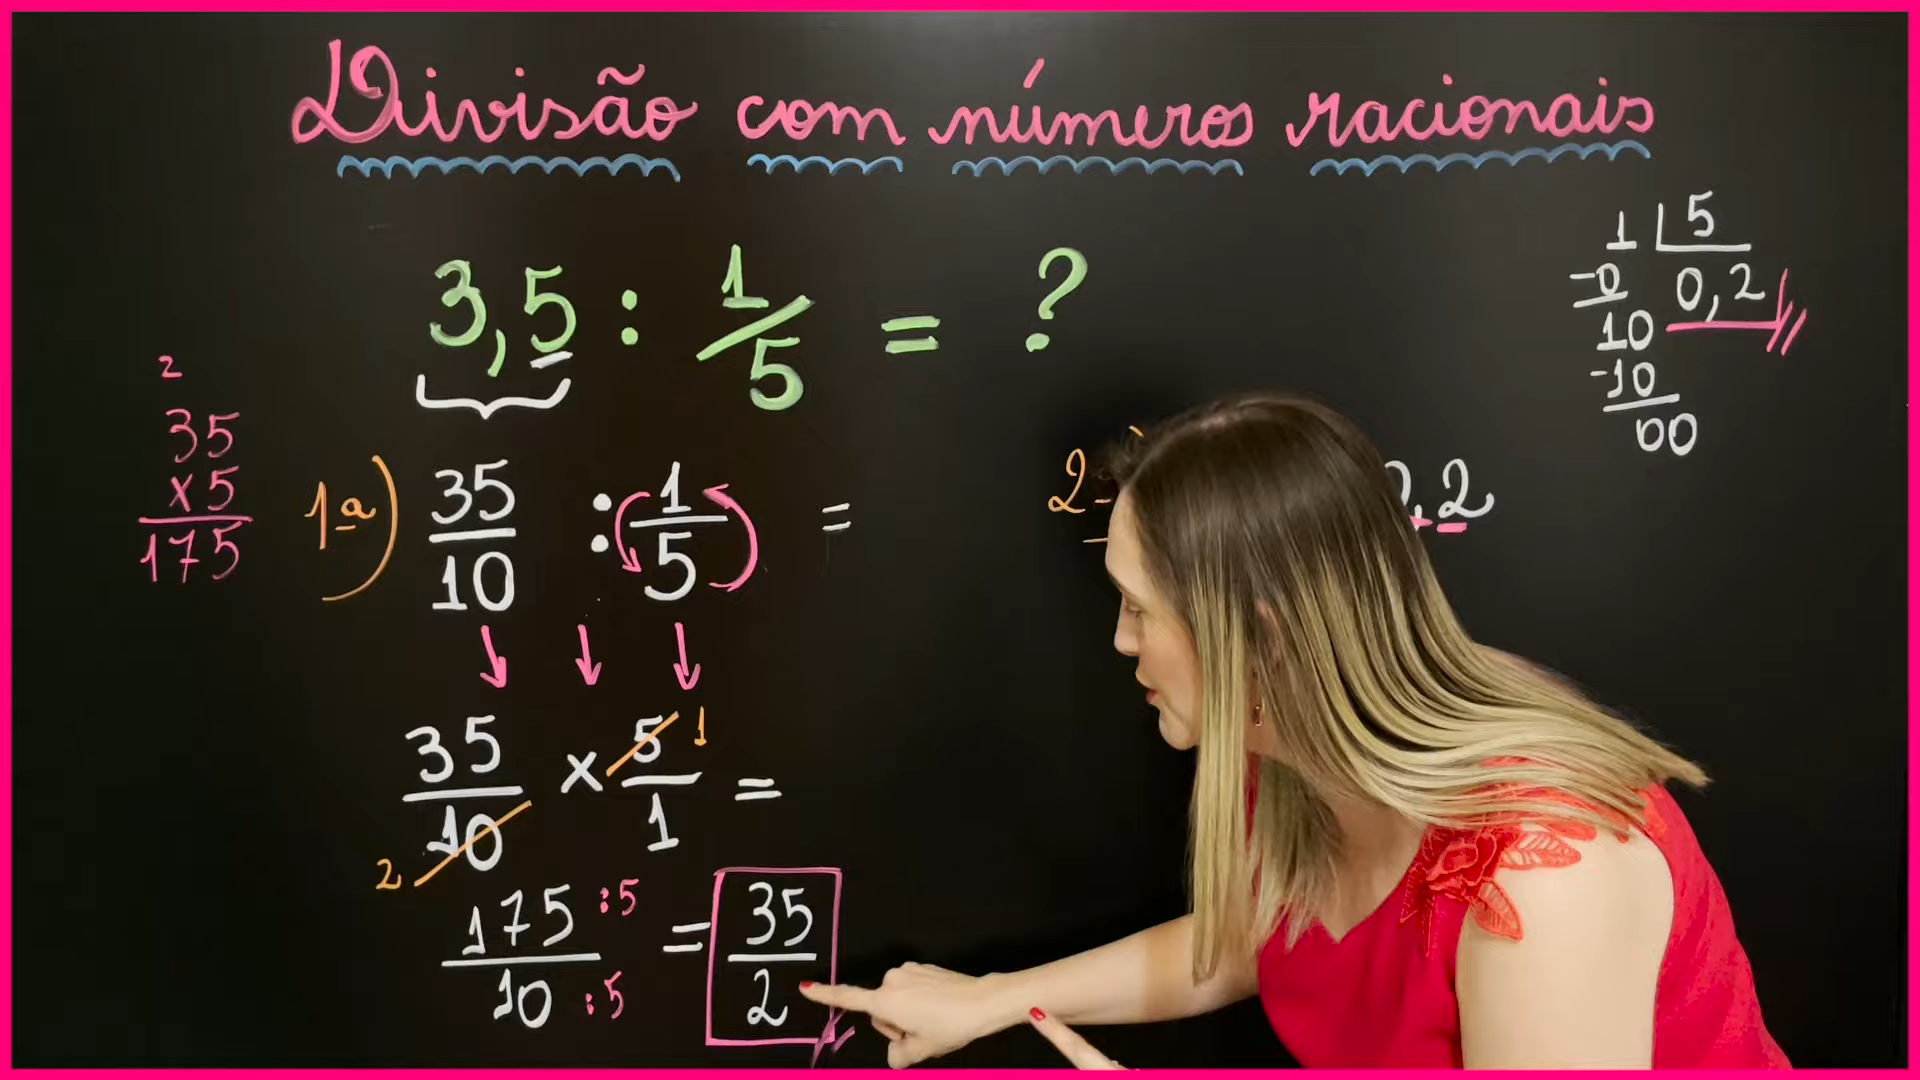 Divisão com números racionais
3,5 : 1/5 = ?
1 5
-0 0,2
10
-10
00
2
35
x5
175
1ª) 35/10 : 1/5 =
35/10 x 5/1 =
1
2
175/10 :5 :5 = 35/2
2
,2